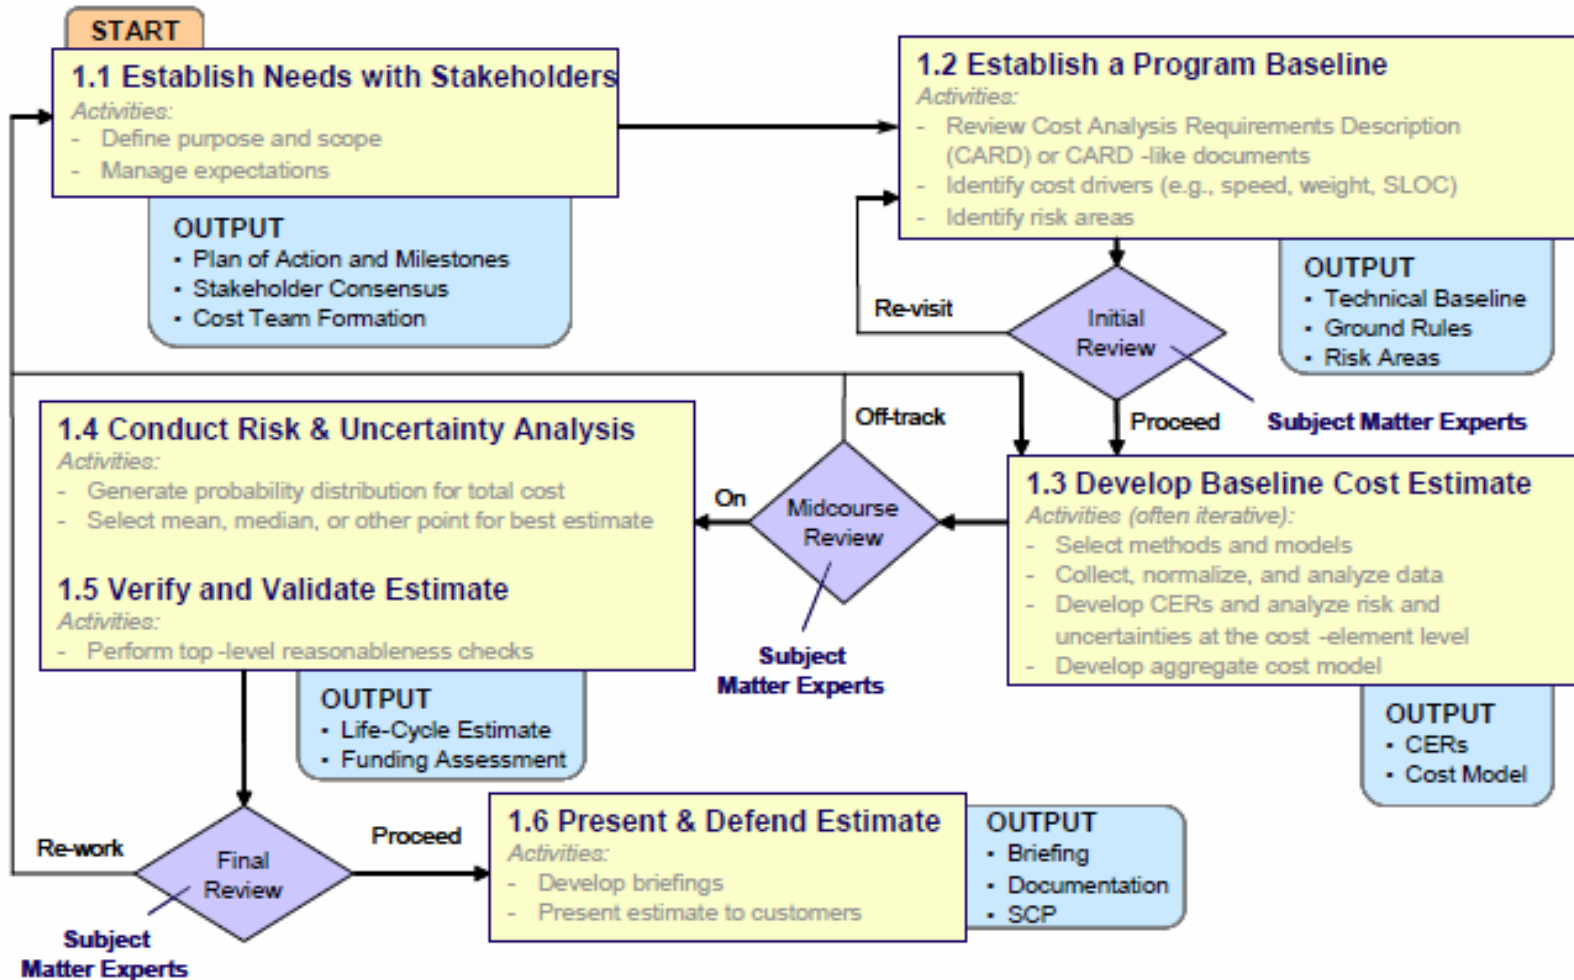 START
1.1 Establish Needs with Stakeholders
Activities:
- Define purpose and scope
- Manage expectations
OUTPUT
▪ Plan of Action and Milestones
▪ Stakeholder Consensus
▪ Cost Team Formation
1.2 Establish a Program Baseline
Activities:
- Review Cost Analysis Requirements Description
(CARD) or CARD -like documents
- Identify cost drivers (e.g., speed, weight, SLOC)
- Identify risk areas
OUTPUT
▪ Technical Baseline
▪ Ground Rules
▪ Risk Areas
Re-visit
Initial
Review
Proceed
Subject Matter Experts
1.3 Develop Baseline Cost Estimate
Activities (often iterative):
- Select methods and models
- Collect, normalize, and analyze data
- Develop CERs and analyze risk and
uncertainties at the cost -element level
- Develop aggregate cost model
OUTPUT
▪ CERs
▪ Cost Model
Off-track
Midcourse
Review
On
Subject
Matter Experts
1.4 Conduct Risk & Uncertainty Analysis
Activities:
- Generate probability distribution for total cost
- Select mean, median, or other point for best estimate
1.5 Verify and Validate Estimate
Activities:
- Perform top -level reasonableness checks
OUTPUT
▪ Life-Cycle Estimate
▪ Funding Assessment
Re-work
Final
Review
Proceed
Subject
Matter Experts
1.6 Present & Defend Estimate
Activities:
- Develop briefings
- Present estimate to customers
OUTPUT
▪ Briefing
▪ Documentation
▪ SCP